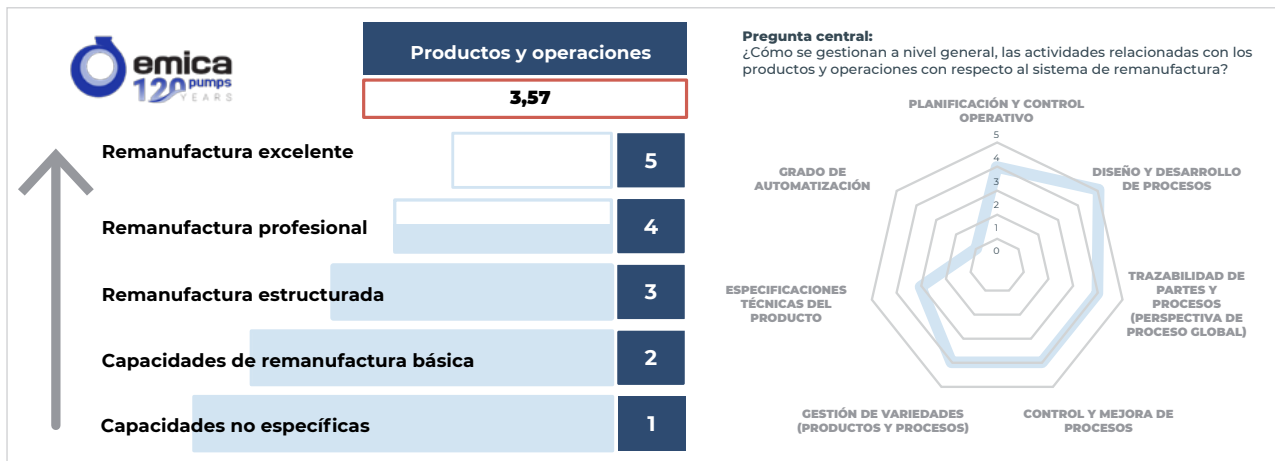 emica
120 pumps
YEARS
Productos y operaciones
3,57
Remanufactura excelente
5
Remanufactura profesional
4
Remanufactura estructurada
3
Capacidades de remanufactura básica
2
Capacidades no específicas
1
Pregunta central:
¿Cómo se gestionan a nivel general, las actividades relacionadas con los
productos y operaciones con respecto al sistema de remanufactura?
PLANIFICACIÓN Y CONTROL
OPERATIVO
5
4
3
2
1
0
DISEÑO Y DESARROLLO
DE PROCESOS
TRAZABILIDAD DE
PARTES Y
PROCESOS
(PERSPECTIVA DE
PROCESO GLOBAL)
CONTROL Y MEJORA DE
PROCESOS
GESTIÓN DE VARIEDADES
(PRODUCTOS Y PROCESOS)
ESPECIFICACIONES
TÉCNICAS DEL
PRODUCTO
GRADO DE
AUTOMATIZACIÓN